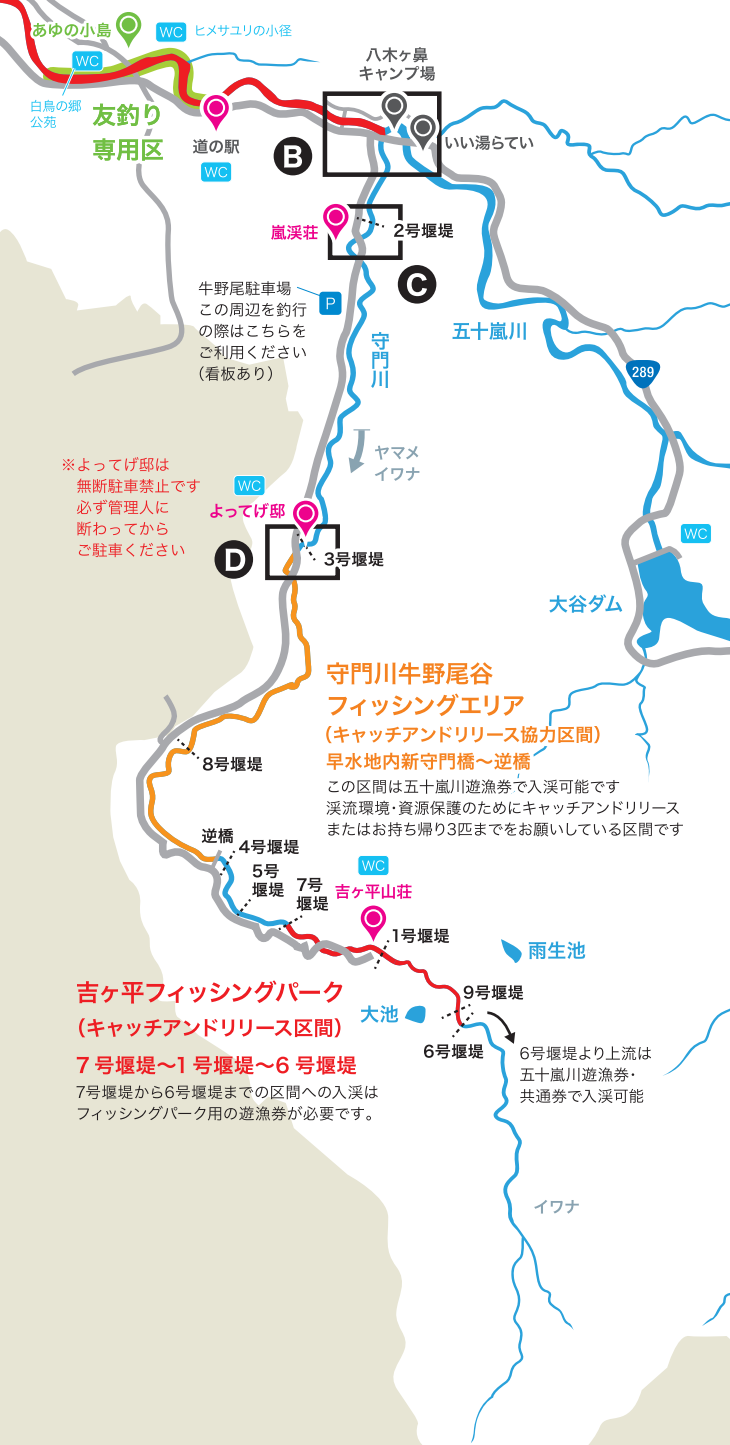 あゆの小島
WC
ヒメサユリの小径
WC
白鳥の郷
公苑
友釣り
専用区
道の駅
WC
八木ヶ鼻
キャンプ場
いい湯らてい
B
嵐渓荘
2号堰堤
C
牛野尾駐車場
この周辺を釣行
の際はこちらを
ご利用ください
（看板あり）
P
守門川
五十嵐川
289
ヤマメ
イワナ
※よってげ邸は
無断駐車禁止です
必ず管理人に
断わってから
ご駐車ください
WC
よってげ邸
D
3号堰堤
WC
大谷ダム
守門川牛野尾谷
フィッシングエリア
（キャッチアンドリリース協力区間）
早水地内新守門橋〜逆橋
この区間は五十嵐川遊漁券で入渓可能です
渓流環境・資源保護のためにキャッチアンドリリース
またはお持ち帰り3匹までをお願いしている区間です
8号堰堤
逆橋
4号堰堤
5号
堰堤
7号
堰堤
WC
吉ヶ平山荘
1号堰堤
雨生池
大池
9号堰堤
6号堰堤
吉ヶ平フィッシングパーク
（キャッチアンドリリース区間）
7号堰堤〜1号堰堤〜6号堰堤
7号堰堤から6号堰堤までの区間への入渓は
フィッシングパーク用の遊漁券が必要です。
6号堰堤より上流は
五十嵐川遊漁券・
共通券で入渓可能
イワナ